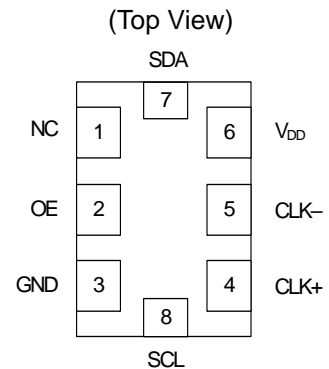 (Top View)
SDA
7
NC 1 6 VDD
OE 2 5 CLK–
GND 3 4 CLK+
8
SCL